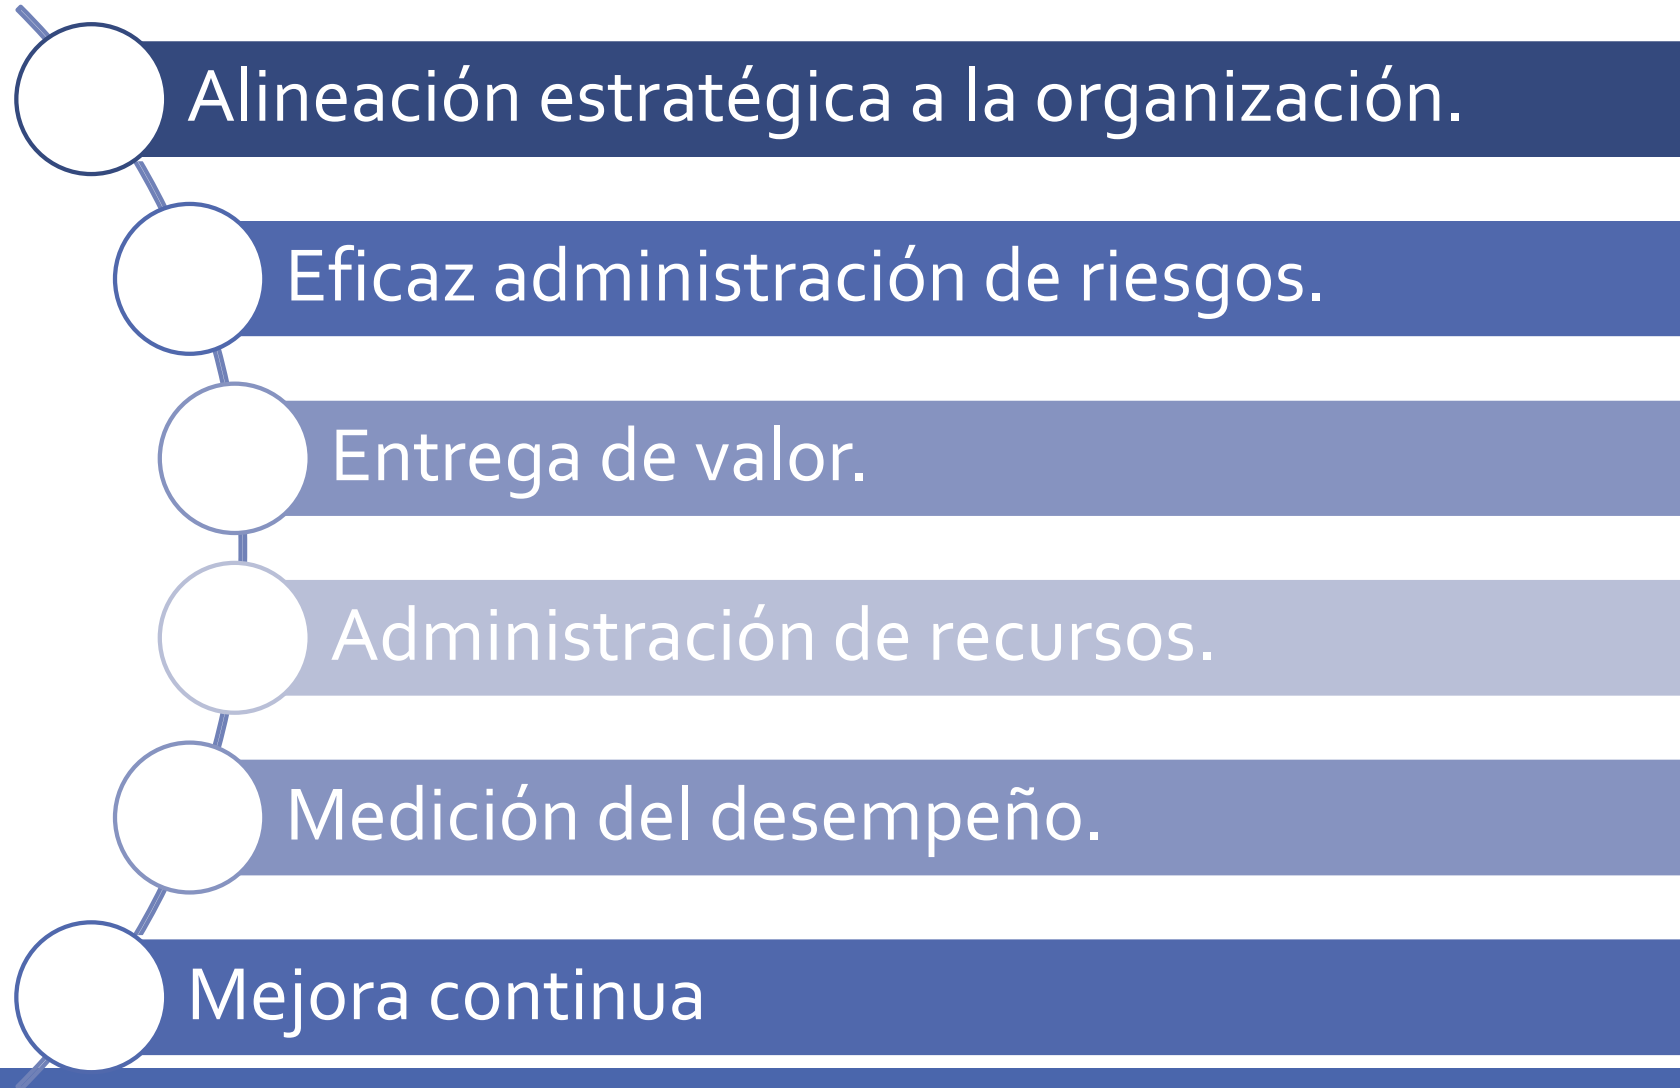 Alineación estratégica a la organización.
Eficaz administración de riesgos.
Entrega de valor.
Administración de recursos.
Medición del desempeño.
Mejora continua